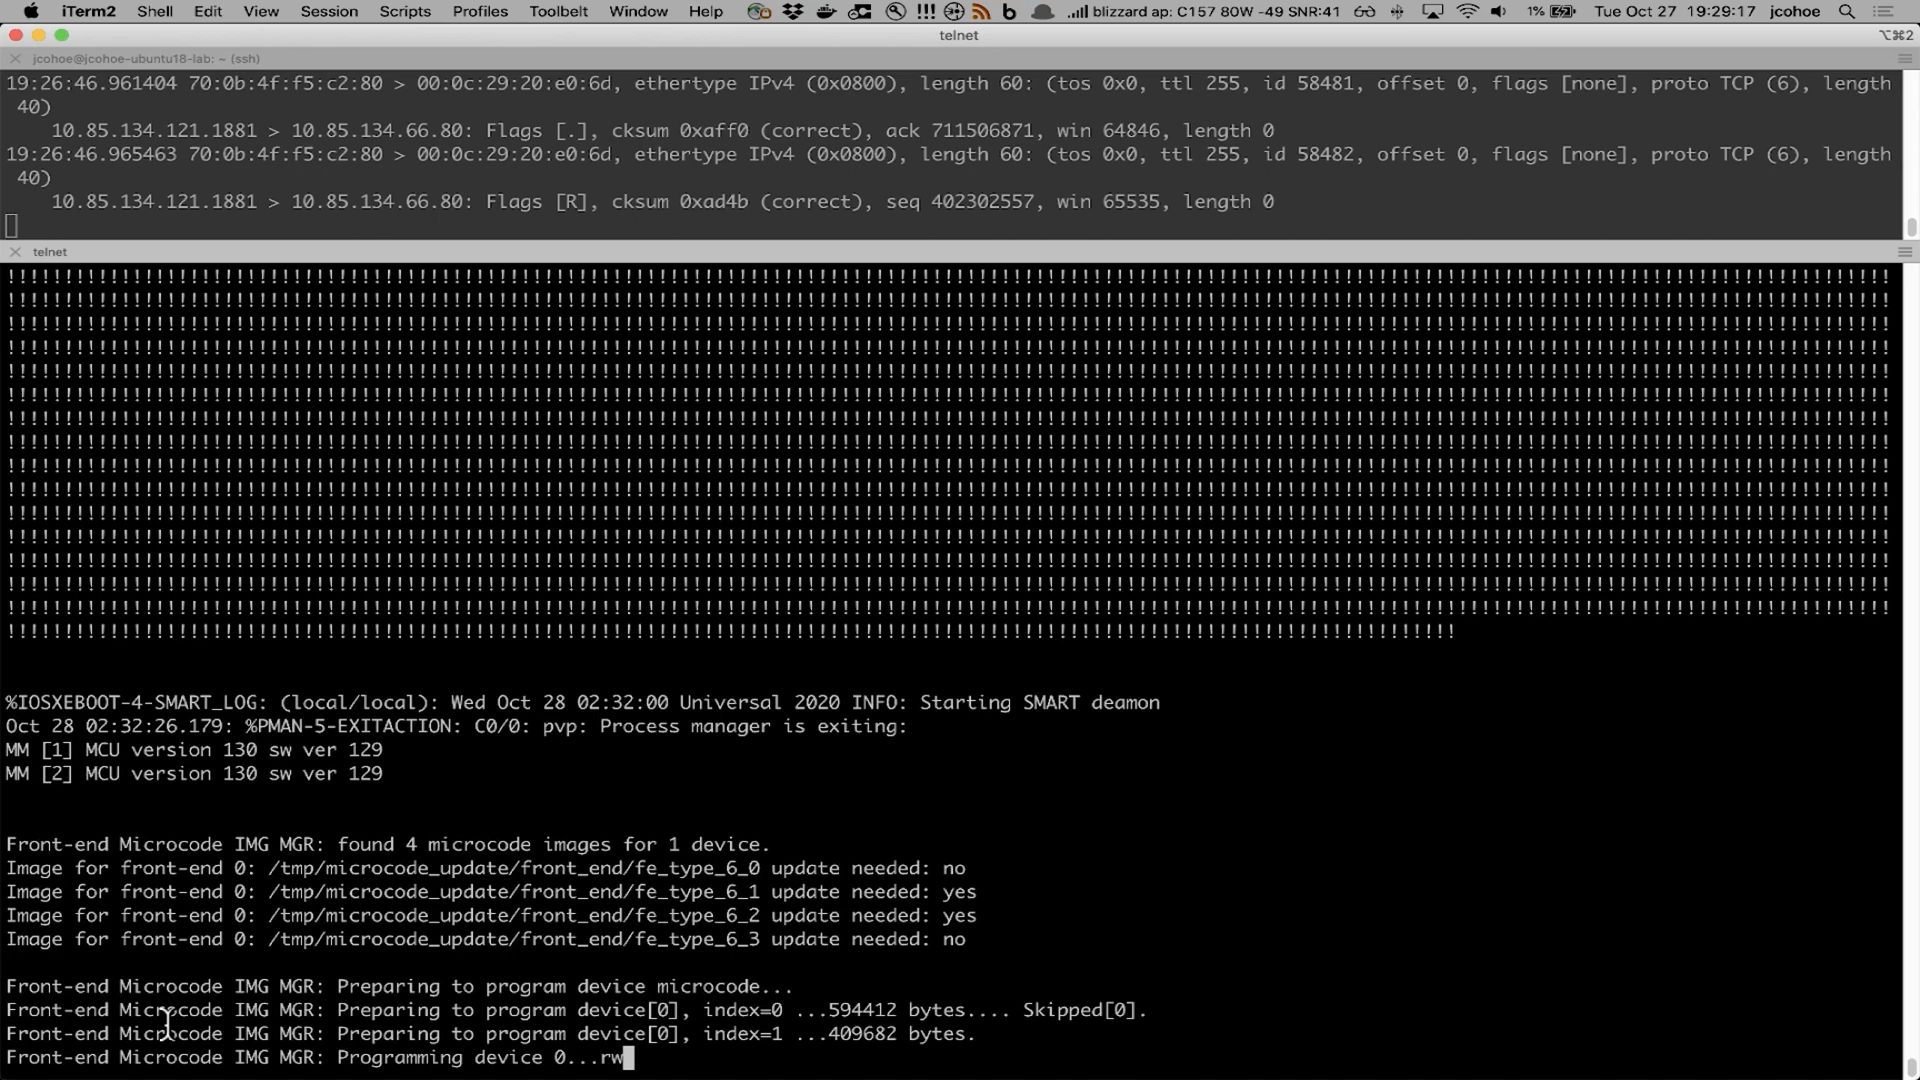 iTerm2 Shell Edit View Session Scripts Profiles Toolbelt Window Help !!! b blizzard ap: C157 80W -49 SNR:41 1% Tue Oct 27 19:29:17 jcohoe
telnet ⌥⌘2
jcohoe@jcohoe-ubuntu18-lab: ~ (ssh)
19:26:46.961404 70:0b:4f:f5:c2:80 > 00:0c:29:20:e0:6d, ethertype IPv4 (0x0800), length 60: (tos 0x0, ttl 255, id 58481, offset 0, flags [none], proto TCP (6), length
40)
10.85.134.121.1881 > 10.85.134.66.80: Flags [.], cksum 0xaff0 (correct), ack 711506871, win 64846, length 0
19:26:46.965463 70:0b:4f:f5:c2:80 > 00:0c:29:20:e0:6d, ethertype IPv4 (0x0800), length 60: (tos 0x0, ttl 255, id 58482, offset 0, flags [none], proto TCP (6), length
40)
10.85.134.121.1881 > 10.85.134.66.80: Flags [R], cksum 0xad4b (correct), seq 402302557, win 65535, length 0
telnet
%IOSXEBOOT-4-SMART_LOG: (local/local): Wed Oct 28 02:32:00 Universal 2020 INFO: Starting SMART deamon
Oct 28 02:32:26.179: %PMAN-5-EXITACTION: C0/0: pvp: Process manager is exiting:
MM [1] MCU version 130 sw ver 129
MM [2] MCU version 130 sw ver 129
Front-end Microcode IMG MGR: found 4 microcode images for 1 device.
Image for front-end 0: /tmp/microcode_update/front_end/fe_type_6_0 update needed: no
Image for front-end 0: /tmp/microcode_update/front_end/fe_type_6_1 update needed: yes
Image for front-end 0: /tmp/microcode_update/front_end/fe_type_6_2 update needed: yes
Image for front-end 0: /tmp/microcode_update/front_end/fe_type_6_3 update needed: no
Front-end Microcode IMG MGR: Preparing to program device microcode...
Front-end Microcode IMG MGR: Preparing to program device[0], index=0 ...594412 bytes.... Skipped[0].
Front-end Microcode IMG MGR: Preparing to program device[0], index=1 ...409682 bytes.
Front-end Microcode IMG MGR: Programming device 0...rw